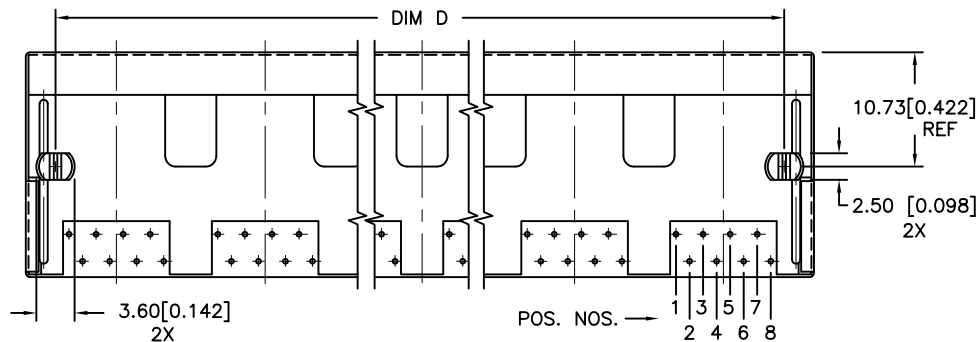 DIM D
10.73[0.422]
REF
2.50 [0.098]
2X
3.60[0.142]
2X
POS. NOS.
1 3 5 7
2 4 6 8